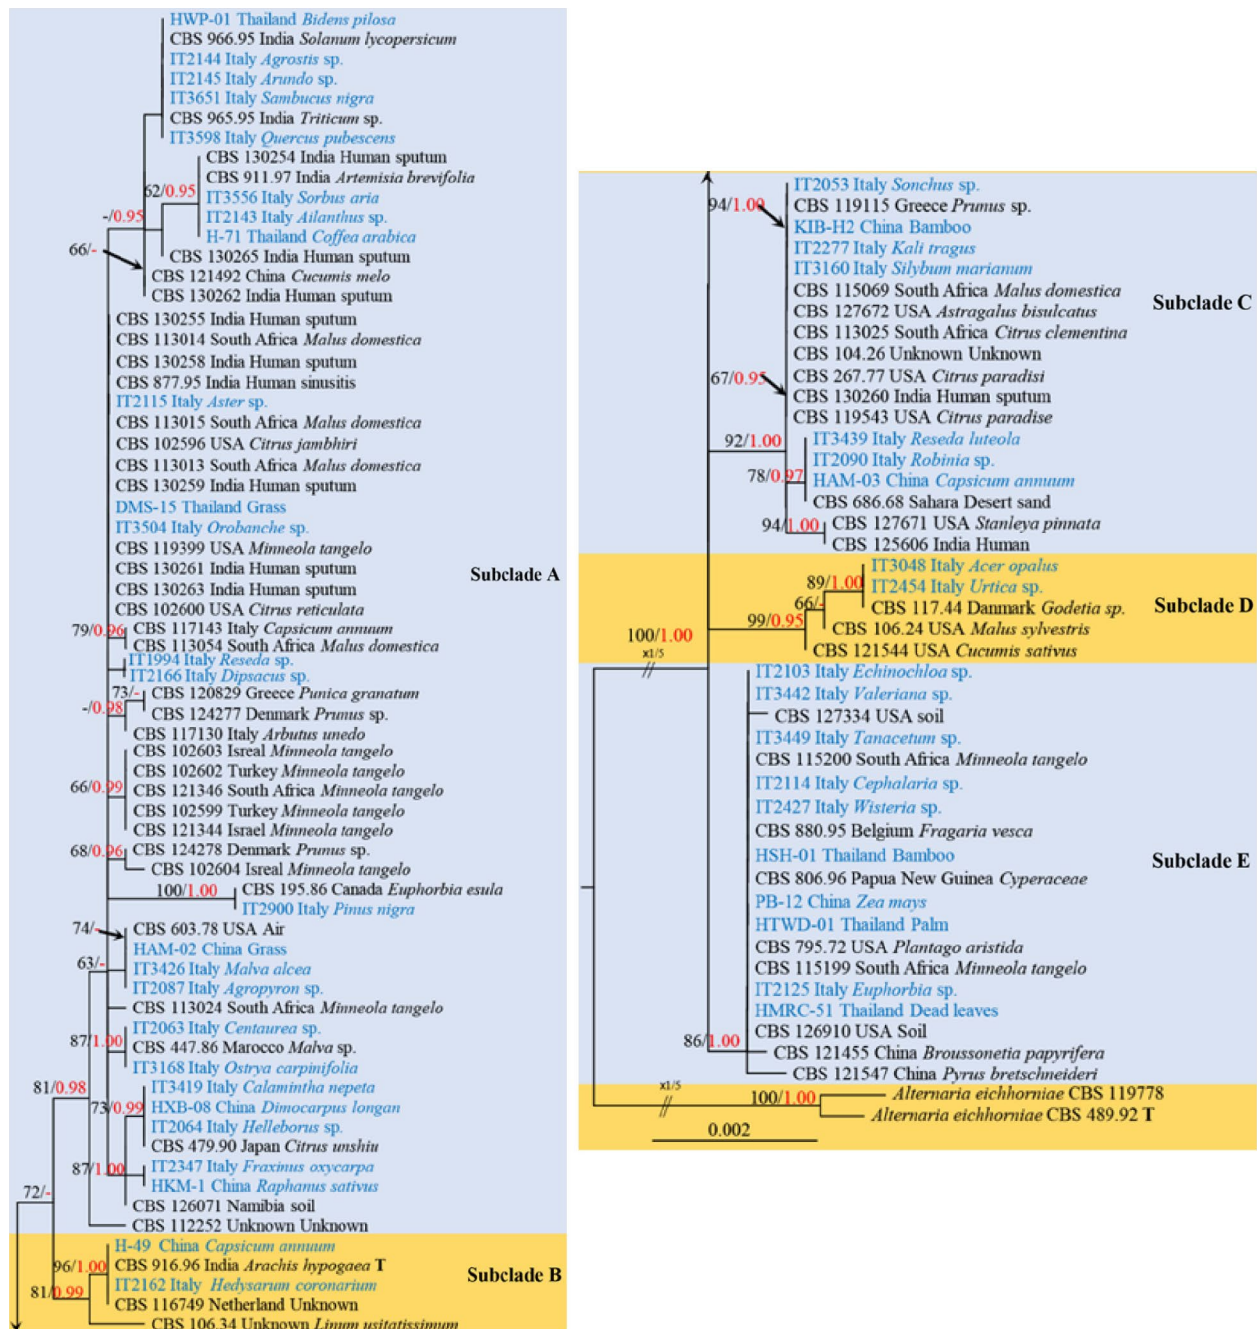 HWP-01 Thailand Bidens pilosa
CBS 966.95 India Solanum lycopersicum
IT2144 Italy Agrostis sp.
IT2145 Italy Arundo sp.
IT3651 Italy Sambucus nigra
CBS 965.95 India Triticum sp.
IT3598 Italy Quercus pubescens
CBS 130254 India Human sputum
CBS 911.97 India Artemisia brevifolia
62/0.95
IT3556 Italy Sorbus aria
-/0.95
IT2143 Italy Ailanthus sp.
H-71 Thailand Coffea arabica
66/-
CBS 130265 India Human sputum
CBS 121492 China Cucumis melo
CBS 130262 India Human sputum
CBS 130255 India Human sputum
CBS 113014 South Africa Malus domestica
CBS 130258 India Human sputum
CBS 877.95 India Human sinusitis
IT2115 Italy Aster sp.
CBS 113015 South Africa Malus domestica
CBS 102596 USA Citrus jambhiri
CBS 113013 South Africa Malus domestica
CBS 130259 India Human sputum
DMS-15 Thailand Grass
IT3504 Italy Orobanche sp.
CBS 119399 USA Minneola tangelo
CBS 130261 India Human sputum
Subclade A
CBS 130263 India Human sputum
CBS 102600 USA Citrus reticulata
79/0.96
CBS 117143 Italy Capsicum annuum
CBS 113054 South Africa Malus domestica
IT1994 Italy Reseda sp.
IT2166 Italy Dipsacus sp.
73/-
CBS 120829 Greece Punica granatum
-/0.98
CBS 124277 Denmark Prunus sp.
CBS 117130 Italy Arbutus unedo
CBS 102603 Isreal Minneola tangelo
CBS 102602 Turkey Minneola tangelo
66/0.99
CBS 121346 South Africa Minneola tangelo
CBS 102599 Turkey Minneola tangelo
CBS 121344 Israel Minneola tangelo
68/0.96
CBS 124278 Denmark Prunus sp.
CBS 102604 Isreal Minneola tangelo
100/1.00
CBS 195.86 Canada Euphorbia esula
IT2900 Italy Pinus nigra
74/-
CBS 603.78 USA Air
HAM-02 China Grass
63/-
IT3426 Italy Malva alcea
IT2087 Italy Agropyron sp.
CBS 113024 South Africa Minneola tangelo
IT2063 Italy Centaurea sp.
87/1.00
CBS 447.86 Marocco Malva sp.
IT3168 Italy Ostrya carpinifolia
81/0.98
IT3419 Italy Calamintha nepeta
73/0.99
HXB-08 China Dimocarpus longan
IT2064 Italy Helleborus sp.
CBS 479.90 Japan Citrus unshiu
87/1.00
IT2347 Italy Fraxinus oxycarpa
HKM-1 China Raphanus sativus
72/-
CBS 126071 Namibia soil
CBS 112252 Unknown Unknown
H-49 China Capsicum annuum
96/1.00
CBS 916.96 India Arachis hypogaea T
Subclade B
81/0.99
IT2162 Italy Hedysarum coronarium
CBS 116749 Netherland Unknown
CBS 106.34 Unknown Linum usitatissimum
IT2053 Italy Sonchus sp.
94/1.00
CBS 119115 Greece Prunus sp.
KIB-H2 China Bamboo
IT2277 Italy Kali tragus
IT3160 Italy Silybum marianum
CBS 115069 South Africa Malus domestica
Subclade C
CBS 127672 USA Astragalus bisulcatus
CBS 113025 South Africa Citrus clementina
CBS 104.26 Unknown Unknown
67/0.95
CBS 267.77 USA Citrus paradisi
CBS 130260 India Human sputum
CBS 119543 USA Citrus paradise
92/1.00
IT3439 Italy Reseda luteola
IT2090 Italy Robinia sp.
78/0.97
HAM-03 China Capsicum annuum
CBS 686.68 Sahara Desert sand
94/1.00
CBS 127671 USA Stanleya pinnata
CBS 125606 India Human
IT3048 Italy Acer opalus
89/1.00
IT2454 Italy Urtica sp.
66/-
CBS 117.44 Danmark Godetia sp.
Subclade D
99/0.95
CBS 106.24 USA Malus sylvestris
100/1.00
x1/5
CBS 121544 USA Cucumis sativus
IT2103 Italy Echinochloa sp.
IT3442 Italy Valeriana sp.
CBS 127334 USA soil
IT3449 Italy Tanacetum sp.
CBS 115200 South Africa Minneola tangelo
IT2114 Italy Cephalaria sp.
IT2427 Italy Wisteria sp.
CBS 880.95 Belgium Fragaria vesca
HSH-01 Thailand Bamboo
Subclade E
CBS 806.96 Papua New Guinea Cyperaceae
PB-12 China Zea mays
HTWD-01 Thailand Palm
CBS 795.72 USA Plantago aristida
CBS 115199 South Africa Minneola tangelo
IT2125 Italy Euphorbia sp.
HMRC-51 Thailand Dead leaves
CBS 126910 USA Soil
86/1.00
CBS 121455 China Broussonetia papyrifera
CBS 121547 China Pyrus bretschneideri
x1/5
100/1.00
Alternaria eichhorniae CBS 119778
Alternaria eichhorniae CBS 489.92 T
0.002